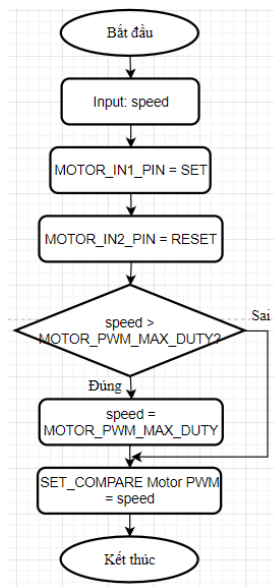 Bắt đầu
Input: speed
MOTOR_IN1_PIN = SET
MOTOR_IN2_PIN = RESET
speed >
MOTOR_PWM_MAX_DUTY?
Sai
Đúng
speed =
MOTOR_PWM_MAX_DUTY
SET_COMPARE Motor PWM
= speed
Kết thúc